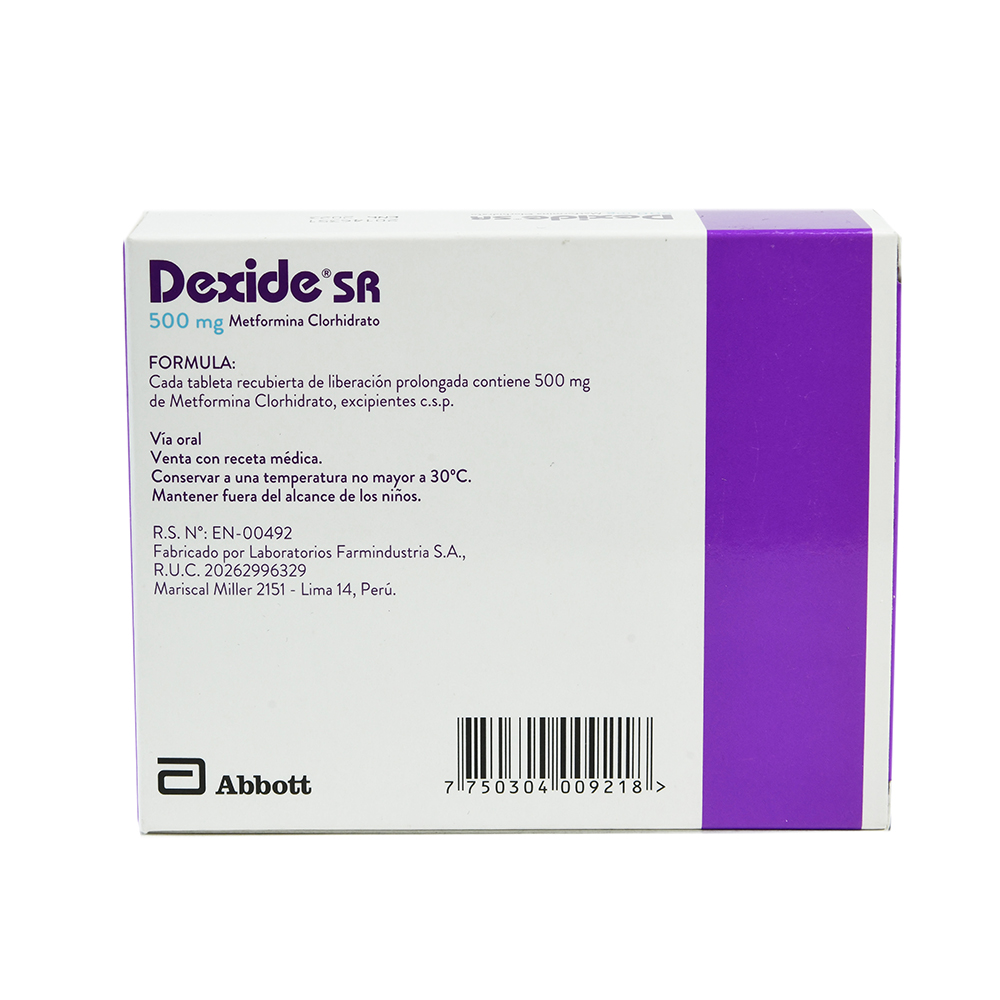 Dexide® SR
Dexide® SR
500 mg Metformina Clorhidrato
FORMULA:
Cada tableta recubierta de liberación prolongada contiene 500 mg
de Metformina Clorhidrato, excipientes c.s.p.
Vía oral
Venta con receta médica.
Conservar a una temperatura no mayor a 30°C.
Mantener fuera del alcance de los niños.
R.S. N°: EN-00492
Fabricado por Laboratorios Farmindustria S.A.,
R.U.C. 20262996329
Mariscal Miller 2151 - Lima 14, Perú.
Abbott
7 750304 009218 >